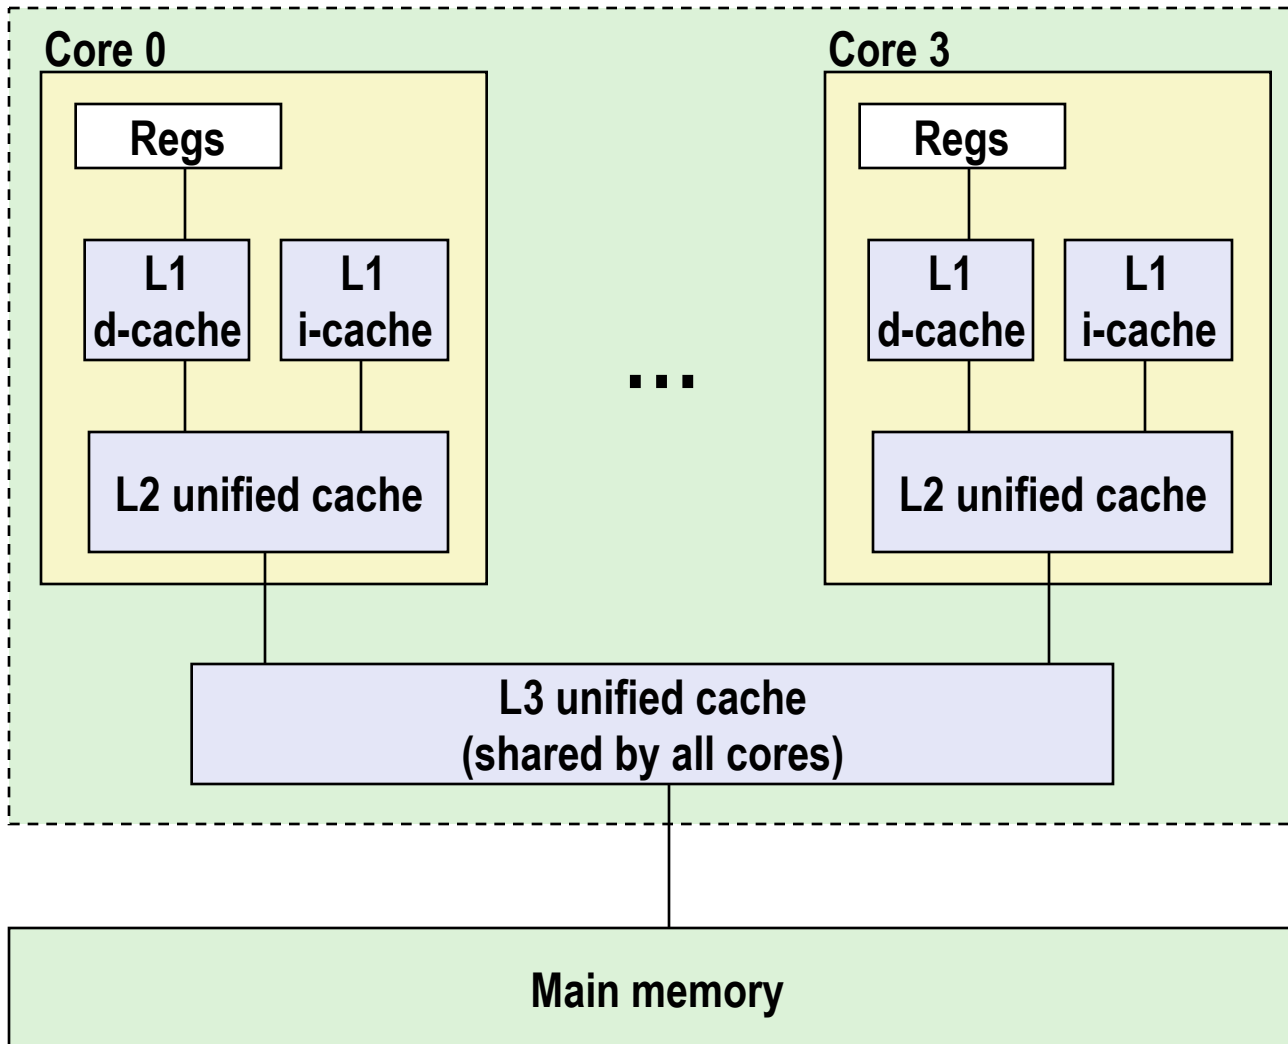 Core 0
Core 3
Regs
Regs
L1
d-cache
L1
i-cache
L1
d-cache
L1
i-cache
...
L2 unified cache
L2 unified cache
L3 unified cache
(shared by all cores)
Main memory